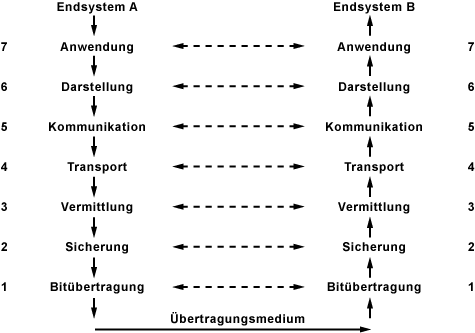 Endsystem A Endsystem B
7 Anwendung Anwendung 7
6 Darstellung Darstellung 6
5 Kommunikation Kommunikation 5
4 Transport Transport 4
3 Vermittlung Vermittlung 3
2 Sicherung Sicherung 2
1 Bitübertragung Bitübertragung 1
Übertragungsmedium